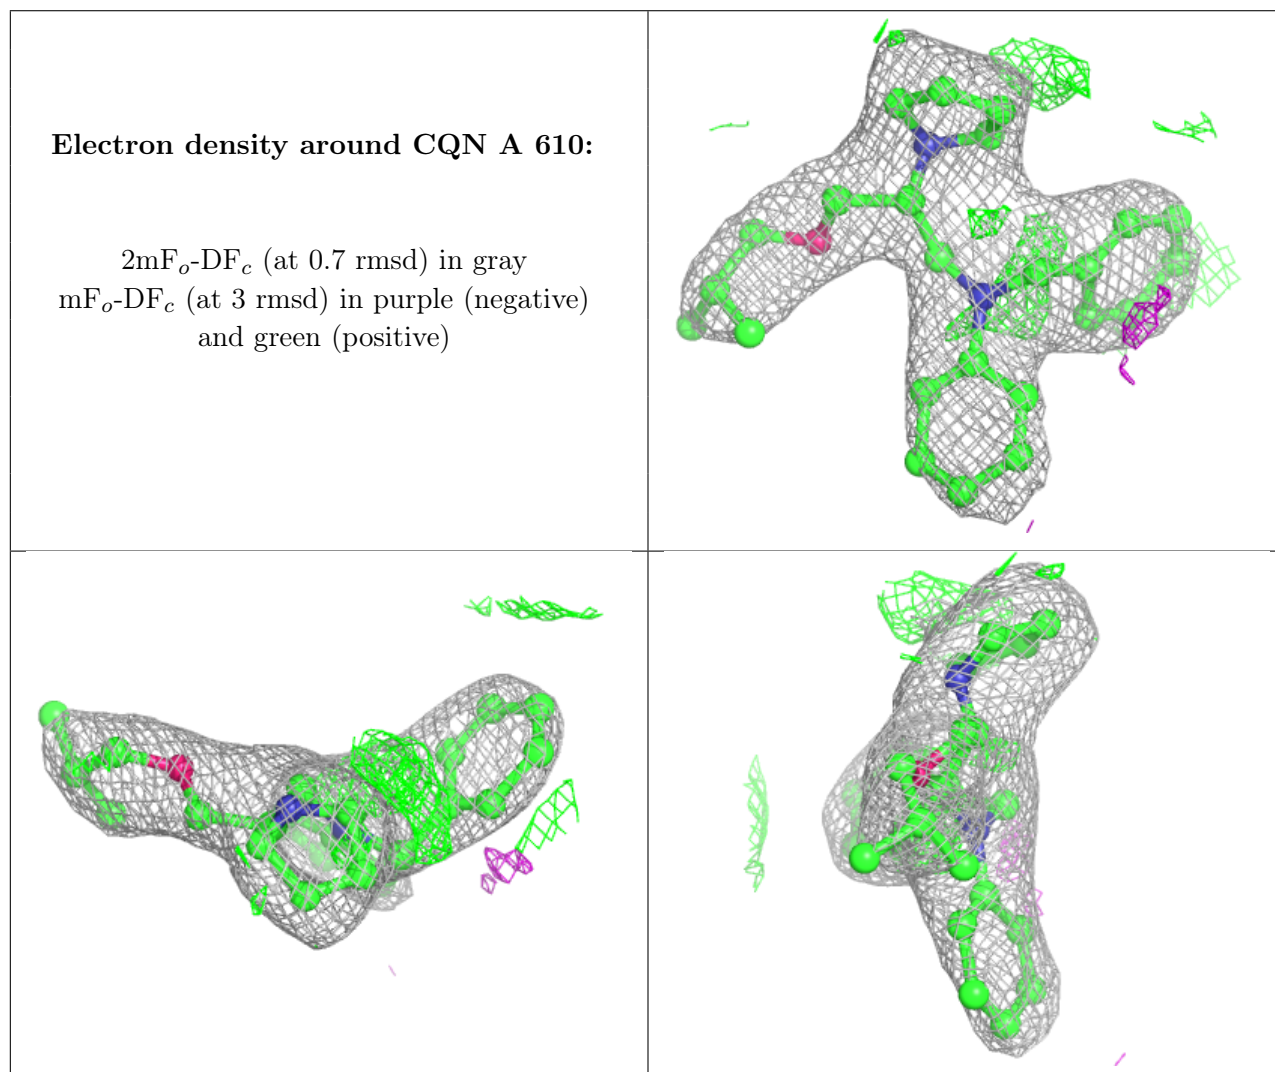 Electron density around CQN A 610:
2mFₒ-DF𝒸 (at 0.7 rmsd) in gray
mFₒ-DF𝒸 (at 3 rmsd) in purple (negative)
and green (positive)